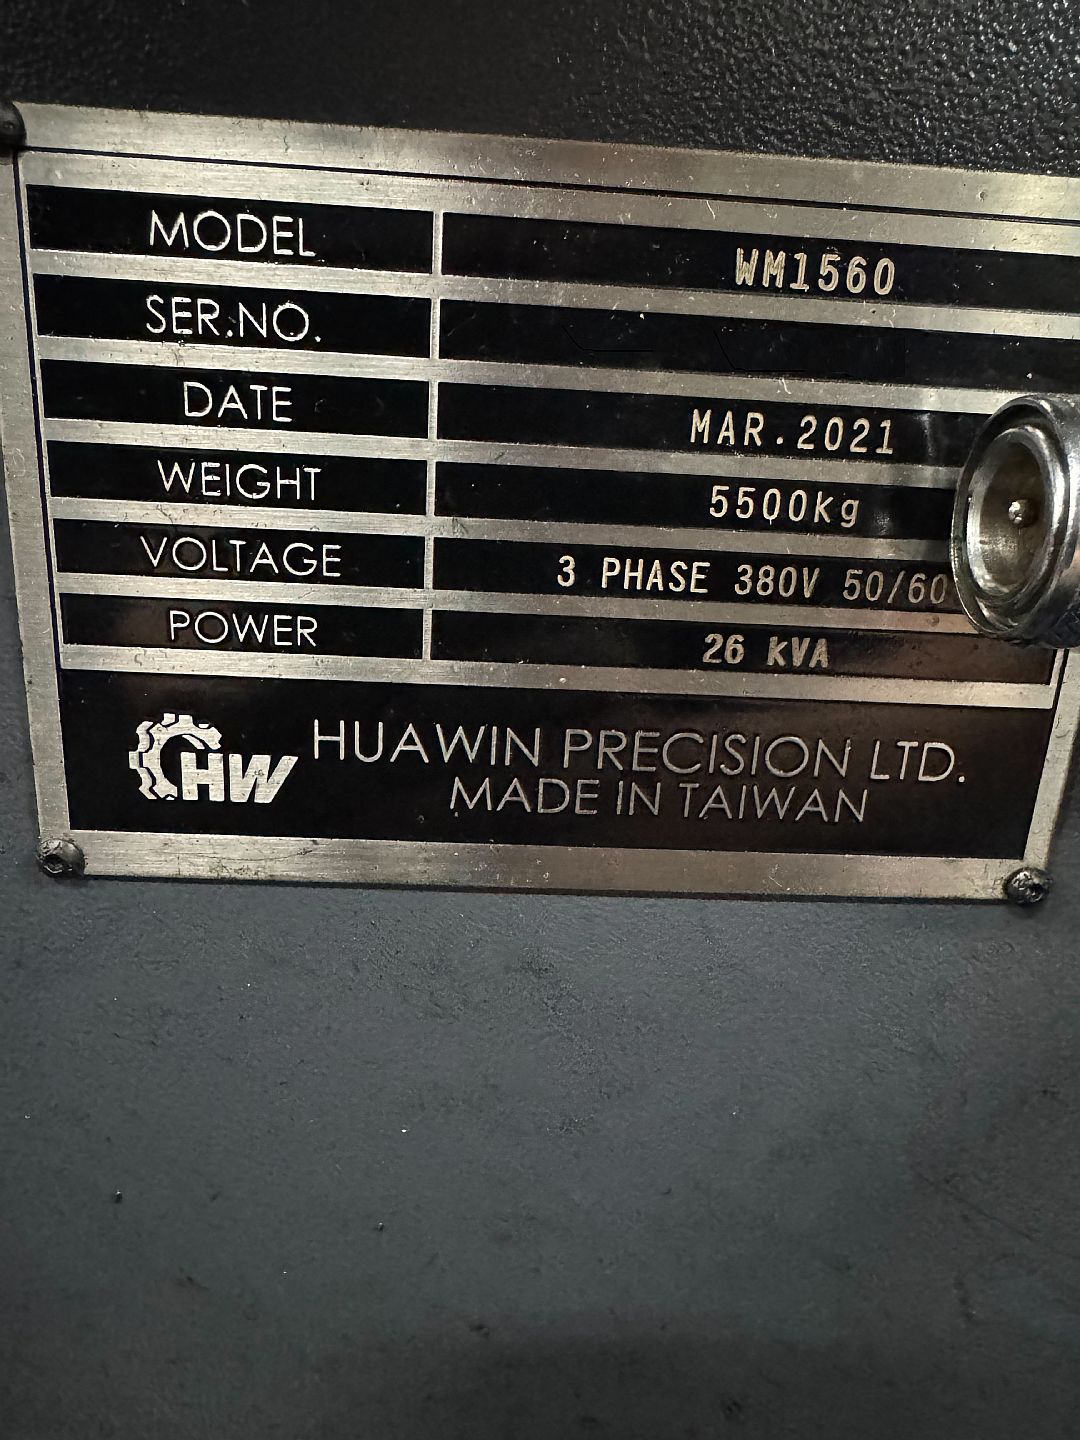 MODEL WM1560
SER.NO.
DATE MAR.2021
WEIGHT 5500kg
VOLTAGE 3 PHASE 380V 50/60
POWER 26 kVA
HW HUAWIN PRECISION LTD.
MADE IN TAIWAN